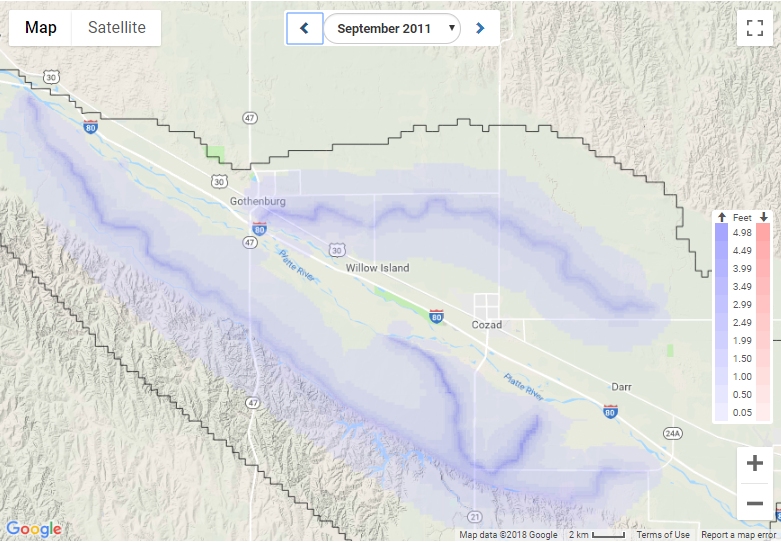 Map Satellite
September 2011
30
80
47
30
Gothenburg
80
47
30
Platte River
Willow Island
80
Cozad
Platte River
Darr
80
47
24A
21
Feet
4.98
4.49
3.99
3.49
2.99
2.49
1.99
1.50
1.00
0.50
0.05
Google
Map data ©2018 Google 2 km Terms of Use Report a map error